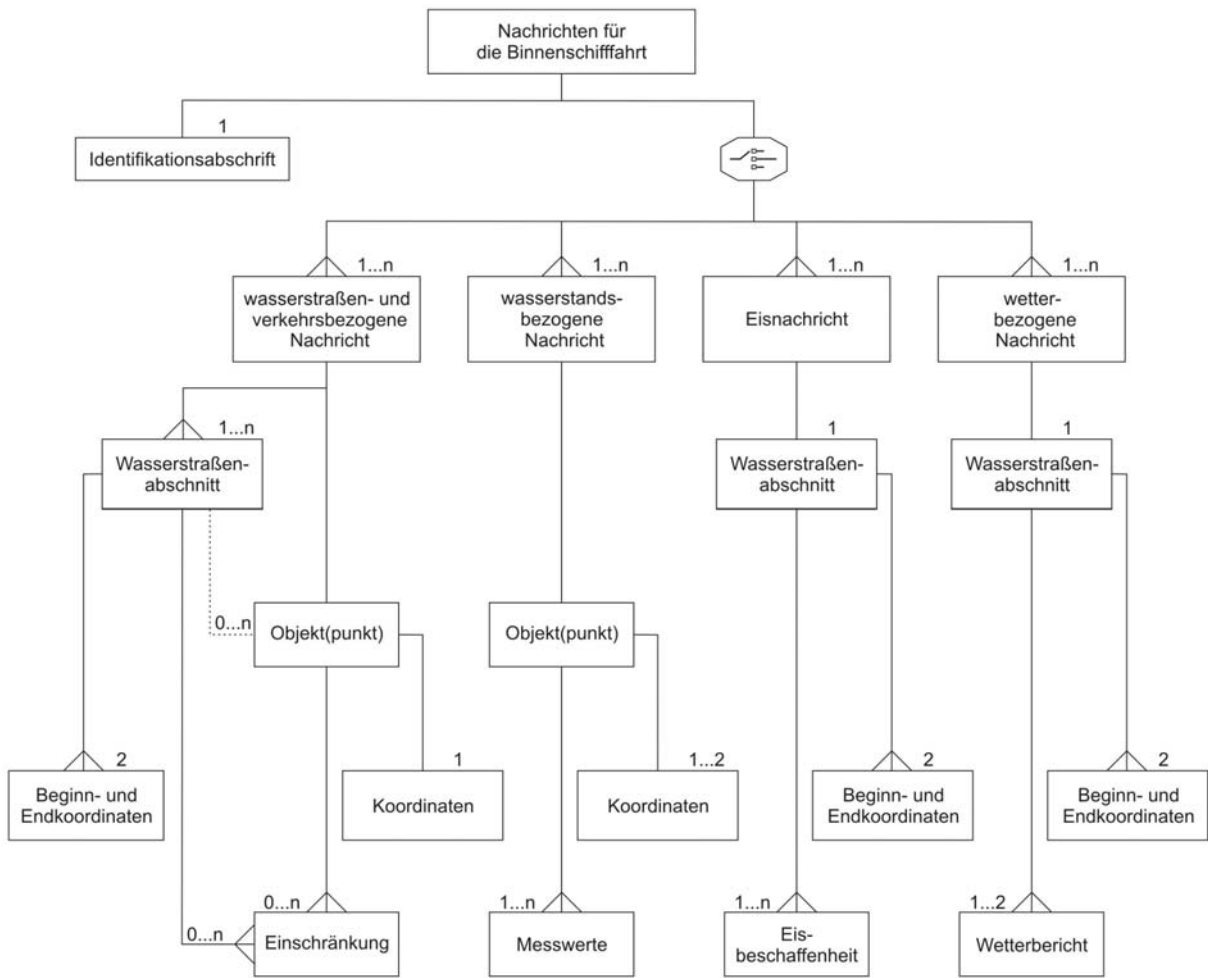 Nachrichten für
die Binnenschifffahrt
1
Identifikationsabschrift
1...n
1...n
1...n
1...n
wasserstraßen- und
verkehrsbezogene
Nachricht
wasserstands-
bezogene
Nachricht
Eisnachricht
wetter-
bezogene
Nachricht
1...n
1
1
Wasserstraßen-
abschnitt
Wasserstraßen-
abschnitt
Wasserstraßen-
abschnitt
0...n
Objekt(punkt)
Objekt(punkt)
2
1
1...2
2
2
Beginn- und
Endkoordinaten
Koordinaten
Koordinaten
Beginn- und
Endkoordinaten
Beginn- und
Endkoordinaten
0...n
1...n
1...n
1...2
0...n
Einschränkung
Messwerte
Eis-
beschaffenheit
Wetterbericht